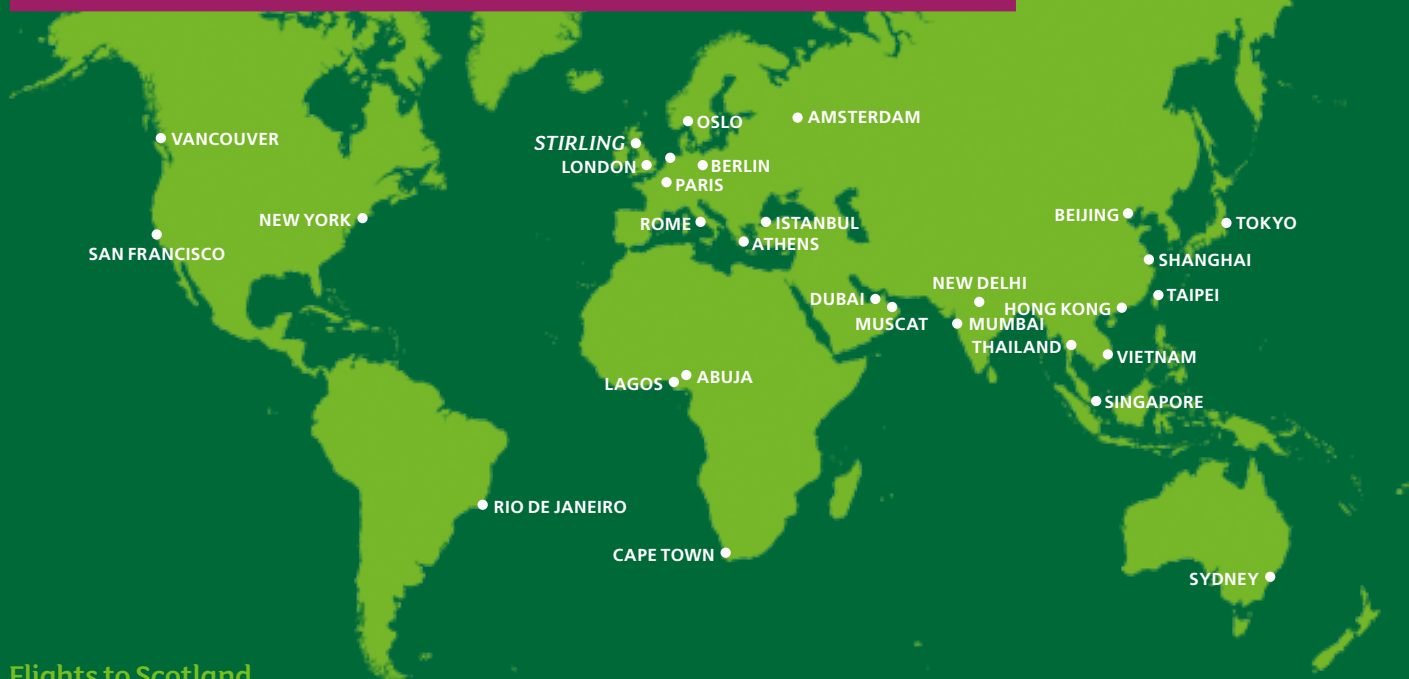 AMSTERDAM
OSLO
VANCOUVER
STIRLING
LONDON
BERLIN
PARIS
NEW YORK
ROME
ISTANBUL
BEIJING
TOKYO
ATHENS
SAN FRANCISCO
SHANGHAI
NEW DELHI
DUBAI
TAIPEI
HONG KONG
MUSCAT
MUMBAI
THAILAND
VIETNAM
LAGOS
ABUJA
SINGAPORE
RIO DE JANEIRO
CAPE TOWN
SYDNEY
Flights to Scotland